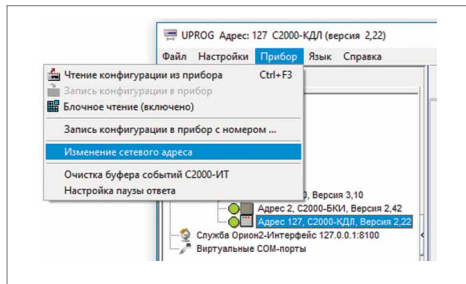 UPROG Адрес: 127 С2000-КДЛ (версия 2,22)
Файл Настройки Прибор Язык Справка
Чтение конфигурации из прибора Ctrl+F3
Запись конфигурации в прибор
Блочное чтение (включено)
Запись конфигурации в прибор с номером ...
Изменение сетевого адреса
Очистка буфера событий С2000-ИТ
Настройка паузы ответа
0, Версия 3,10
Адрес 2, С2000-БКИ, Версия 2,42
Адрес 127, С2000-КДЛ, Версия 2,22
Служба Орион2-Интерфейс 127.0.0.1:8100
Виртуальные COM-порты